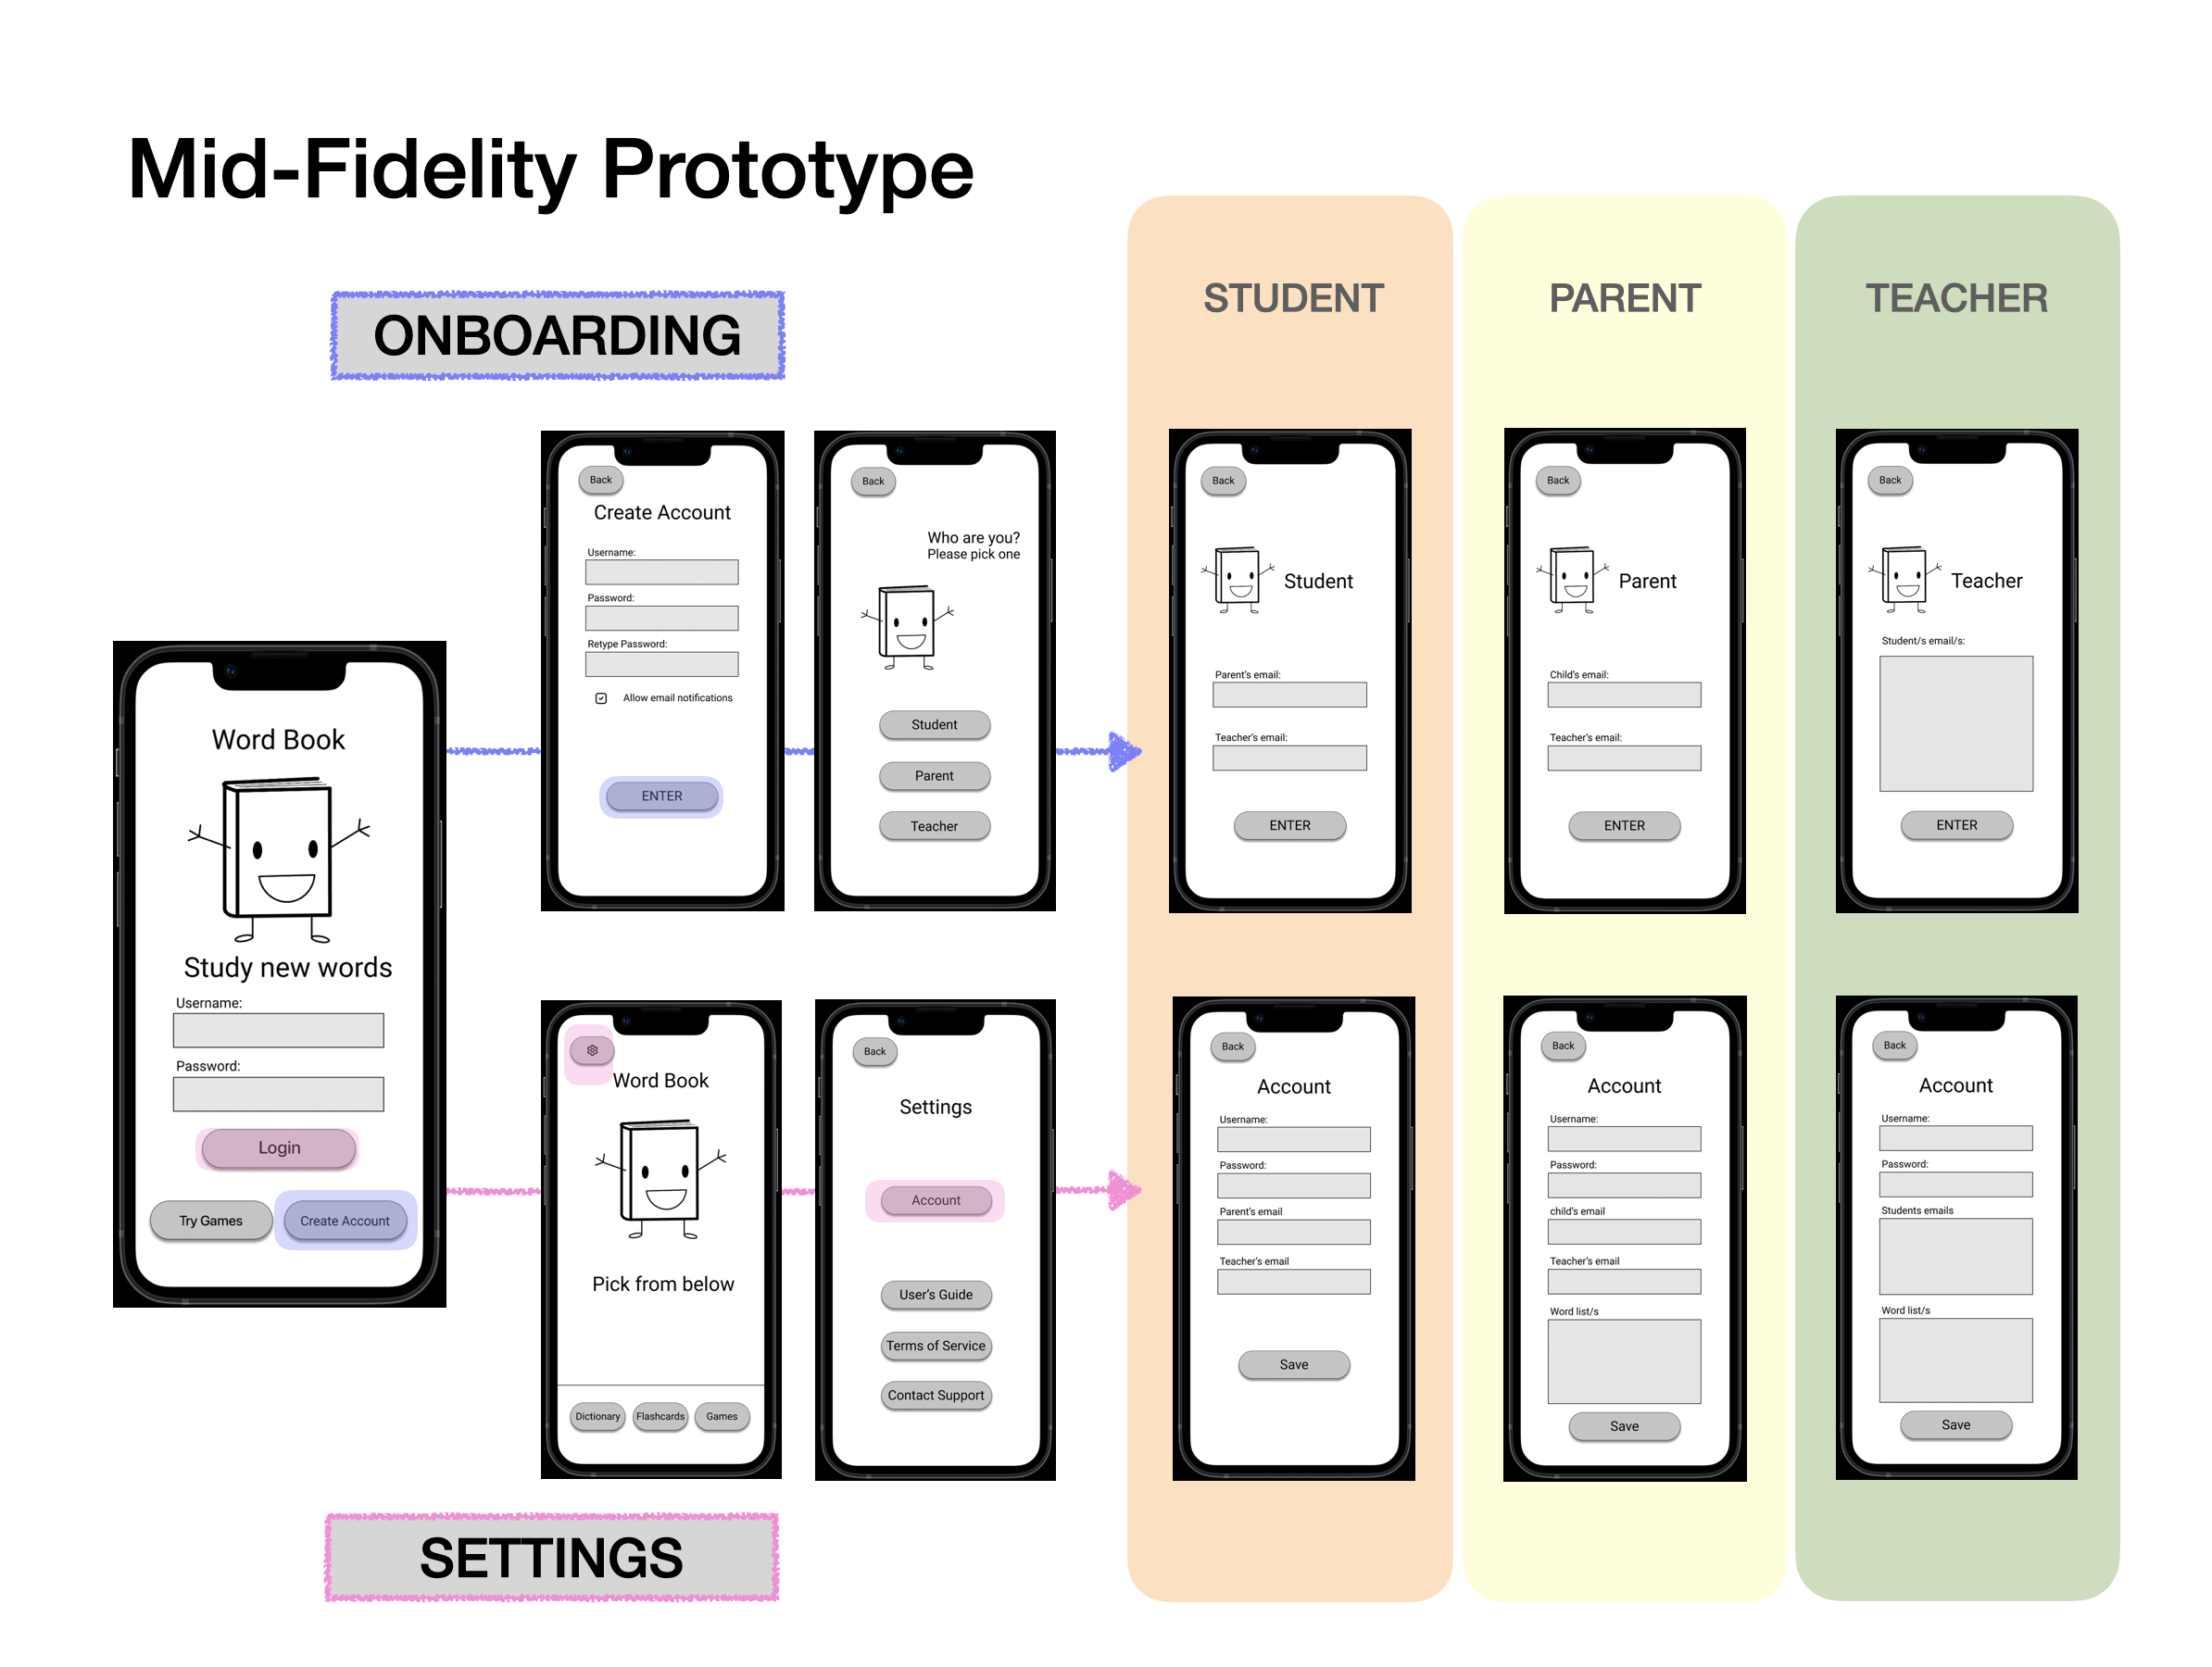 Mid-Fidelity Prototype
ONBOARDING
STUDENT
PARENT
TEACHER
Word Book
Study new words
Username:
Password:
Login
Try Games
Create Account
Back
Create Account
Username:
Password:
Retype Password:
Allow email notifications
ENTER
Back
Who are you?
Please pick one
Student
Parent
Teacher
Back
Student
Parent's email:
Teacher's email:
ENTER
Back
Parent
Child's email:
Teacher's email:
ENTER
Back
Teacher
Student/s email/s:
ENTER
Word Book
Pick from below
Dictionary
Flashcards
Games
Back
Settings
Account
User's Guide
Terms of Service
Contact Support
Back
Account
Username:
Password:
Parent's email
Teacher's email
Save
Back
Account
Username:
Password:
child's email
Teacher's email
Word list/s
Save
Back
Account
Username:
Password:
Students emails
Word list/s
Save
SETTINGS